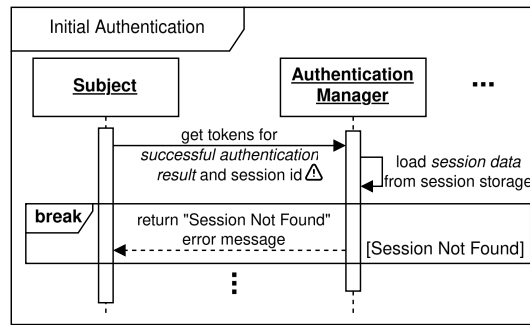 Initial Authentication
Subject
Authentication
Manager
...
get tokens for
successful authentication
result and session id
load session data
from session storage
break
return "Session Not Found"
error message
[Session Not Found]